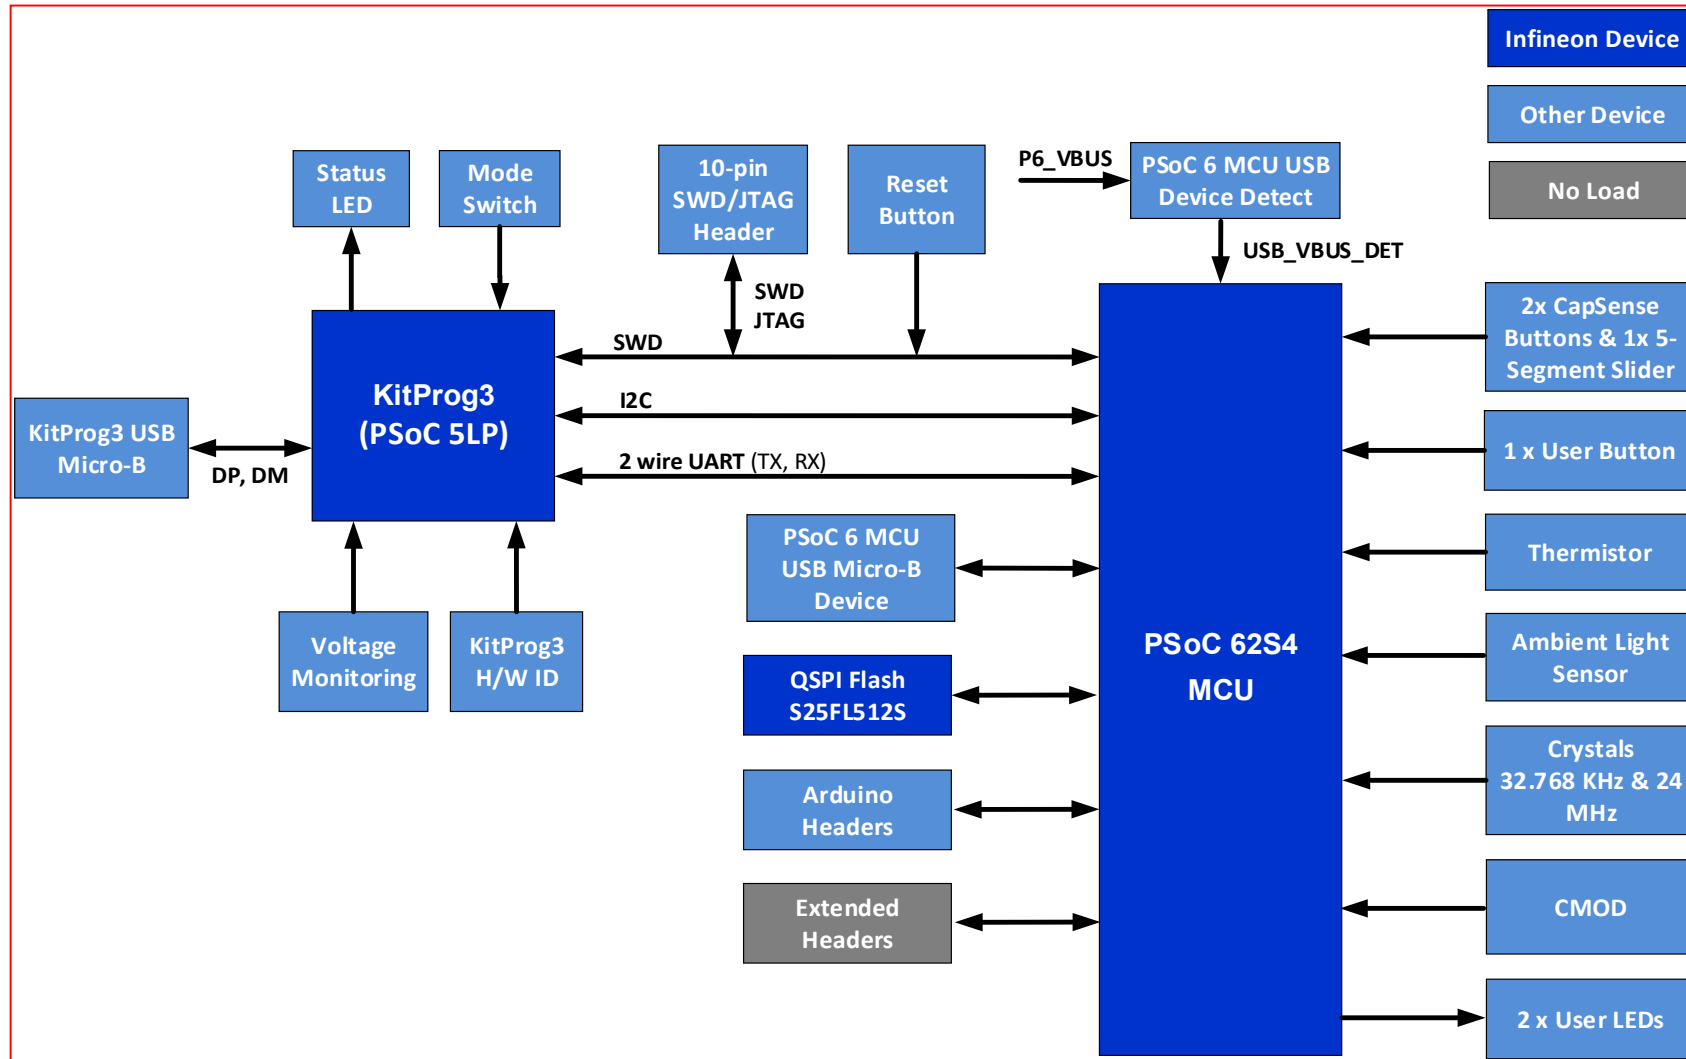 Infineon Device
Other Device
No Load
Status
LED
Mode
Switch
10-pin
SWD/JTAG
Header
Reset
Button
P6_VBUS
PSoC 6 MCU USB
Device Detect
USB_VBUS_DET
SWD
JTAG
SWD
I2C
2 wire UART (TX, RX)
KitProg3
(PSoC 5LP)
KitProg3 USB
Micro-B
DP, DM
Voltage
Monitoring
KitProg3
H/W ID
PSoC 6 MCU
USB Micro-B
Device
QSPI Flash
S25FL512S
Arduino
Headers
Extended
Headers
PSoC 62S4
MCU
2x CapSense
Buttons & 1x 5-
Segment Slider
1 x User Button
Thermistor
Ambient Light
Sensor
Crystals
32.768 KHz & 24
MHz
CMOD
2 x User LEDs